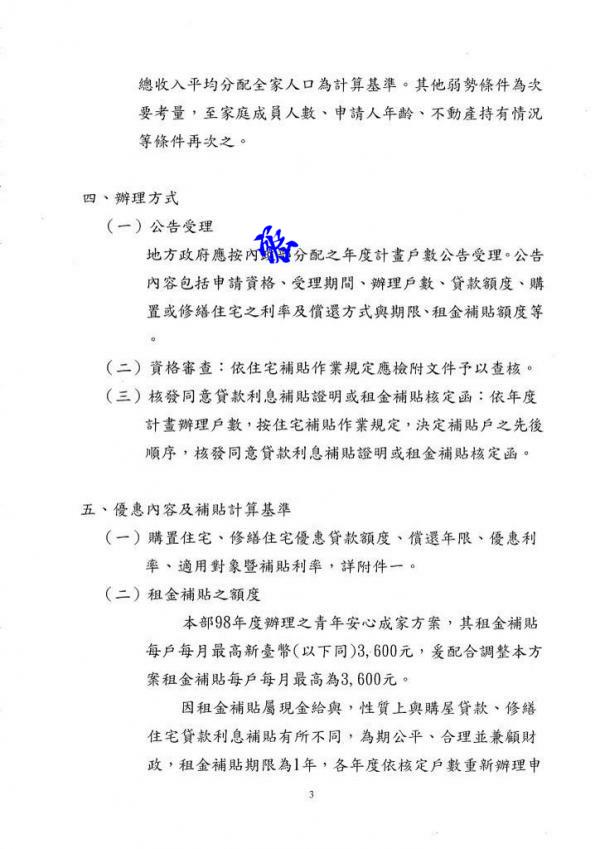 總收入平均分配全家人口為計算基準。其他弱勢條件為次
要考量，至家庭成員人數、申請人年齡、不動產持有情況
等條件再次之。
四、辦理方式
（一）公告受理
地方政府應按內分配之年度計畫戶數公告受理。公告
內容包括申請資格、受理期間、辦理戶數、貸款額度、購
置或修繕住宅之利率及償還方式與期限、租金補貼額度等
。
（二）資格審查：依住宅補貼作業規定應檢附文件予以查核。
（三）核發同意貸款利息補貼證明或租金補貼核定函：依年度
計畫辦理戶數，按住宅補貼作業規定，決定補貼戶之先後
順序，核發同意貸款利息補貼證明或租金補貼核定函。
五、優惠內容及補貼計算基準
（一）購置住宅、修繕住宅優惠貸款額度、償還年限、優惠利
率、適用對象暨補貼利率，詳附件一。
（二）租金補貼之額度
本部98年度辦理之青年安心成家方案，其租金補貼
每戶每月最高新臺幣(以下同)3,600元，爰配合調整本方
案租金補貼每戶每月最高為3,600元。
因租金補貼屬現金給與，性質上與購屋貸款、修繕
住宅貸款利息補貼有所不同，為期公平、合理並兼顧財
政，租金補貼期限為1年，各年度依核定戶數重新辦理申
3